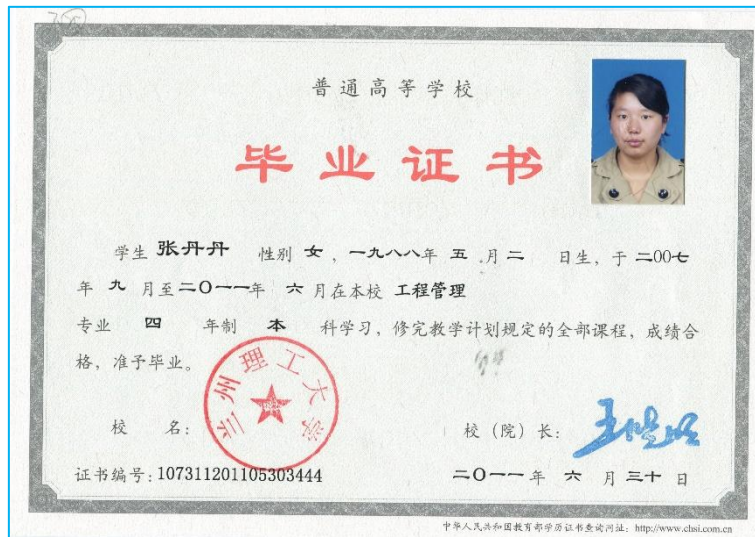 普通高等学校
毕业证书
学生 张丹丹 性别 女，一九八八年 五 月 二 日生，于 二00七
年 九 月至 二0一一年 六 月在本校 工程管理
专业 四 年制 本 科学习，修完教学计划规定的全部课程，成绩合
格，准予毕业。
兰州理工大学
校 名： 校（院）长：
证书编号：107311201105303444 二0一一年 六 月 三十 日
中华人民共和国教育部学历证书查询网址：http://www.chsi.com.cn